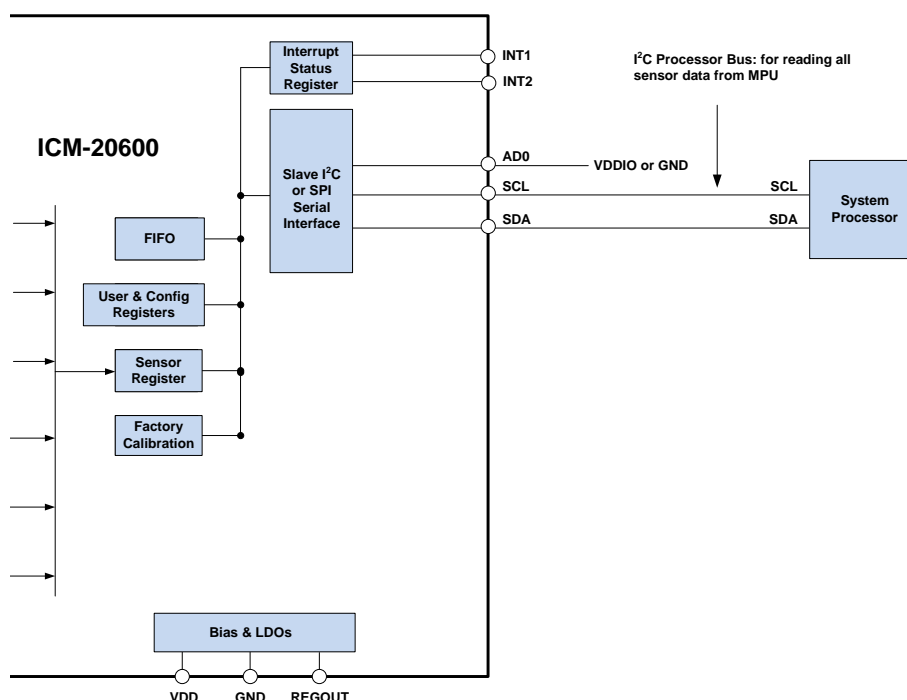 Interrupt
Status
Register
INT1
INT2
I²C Processor Bus: for reading all
sensor data from MPU
ICM-20600
Slave I²C
or SPI
Serial
Interface
AD0
VDDIO or GND
SCL
SCL
SDA
SDA
System
Processor
FIFO
User & Config
Registers
Sensor
Register
Factory
Calibration
Bias & LDOs
VDD
GND
REGOUT